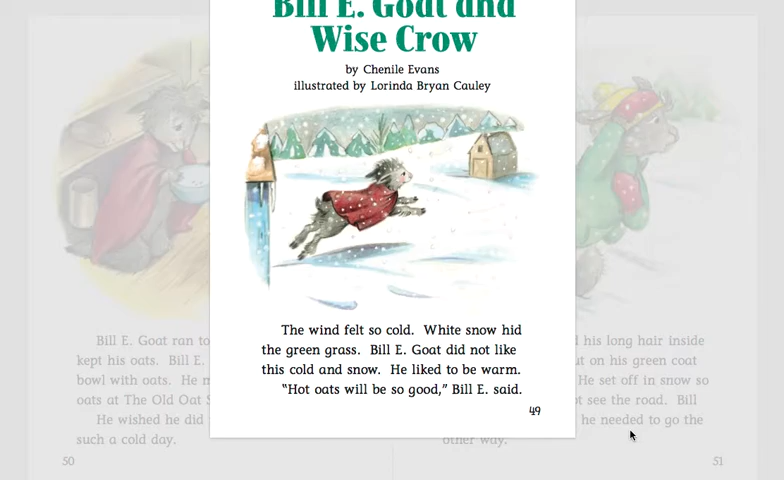 Bill E. Goat and
Wise Crow
by Chenile Evans
illustrated by Lorinda Bryan Cauley
The wind felt so cold. White snow hid
the green grass. Bill E. Goat did not like
this cold and snow. He liked to be warm.
"Hot oats will be so good," Bill E. said.
49
Bill E. Goat ran to
kept his oats. Bill E.
bowl with oats. He
oats at The Old Oat
He wished he did
such a cold day.
50
his long hair inside
on his green coat
He set off in snow so
see the road. Bill
he needed to go the
other way.
51